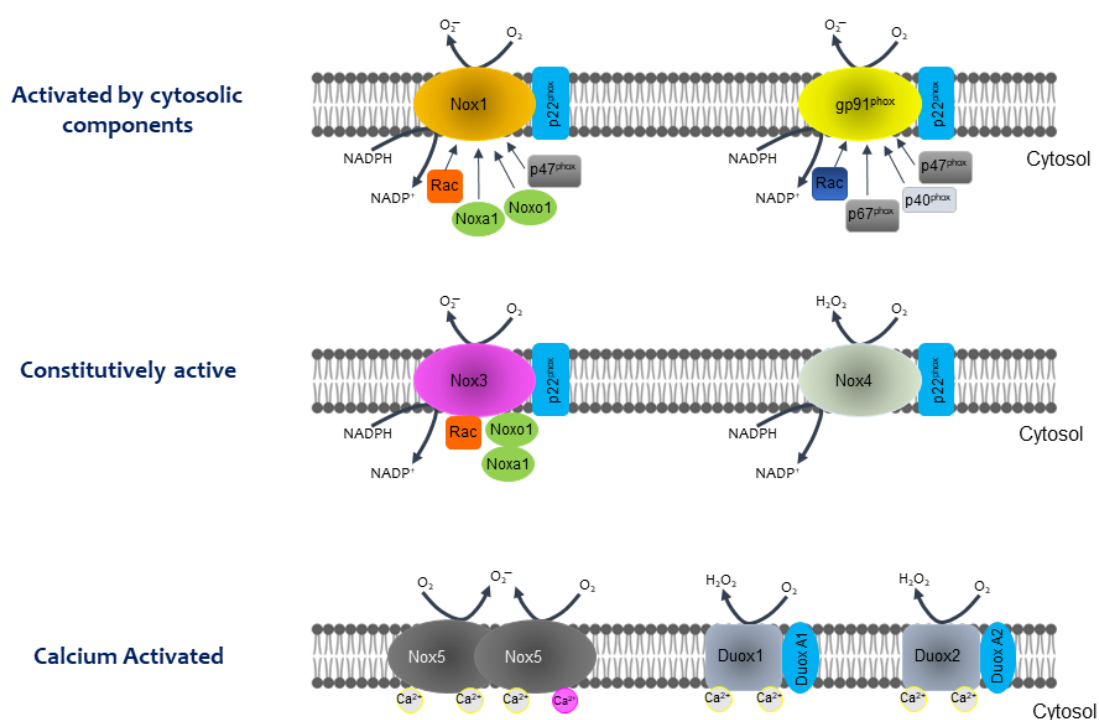 O₂⁻
O₂
O₂⁻
O₂
Activated by cytosolic
components
Nox1
p22ᵖʰᵒˣ
gp91ᵖʰᵒˣ
p22ᵖʰᵒˣ
Cytosol
NADPH
NADP⁺
Rac
Noxa1
Noxo1
p47ᵖʰᵒˣ
NADPH
NADP⁺
Rac
p67ᵖʰᵒˣ
p40ᵖʰᵒˣ
p47ᵖʰᵒˣ
O₂⁻
O₂
H₂O₂
O₂
Constitutively active
Nox3
p22ᵖʰᵒˣ
Nox4
p22ᵖʰᵒˣ
Cytosol
NADPH
NADP⁺
Rac
Noxo1
Noxa1
NADPH
NADP⁺
O₂
O₂⁻
O₂
H₂O₂
O₂
H₂O₂
O₂
Calcium Activated
Nox5
Nox5
Duox1
Duox A1
Duox2
Duox A2
Ca²⁺
Ca²⁺
Ca²⁺
Ca²⁺
Ca²⁺
Ca²⁺
Ca²⁺
Ca²⁺
Cytosol